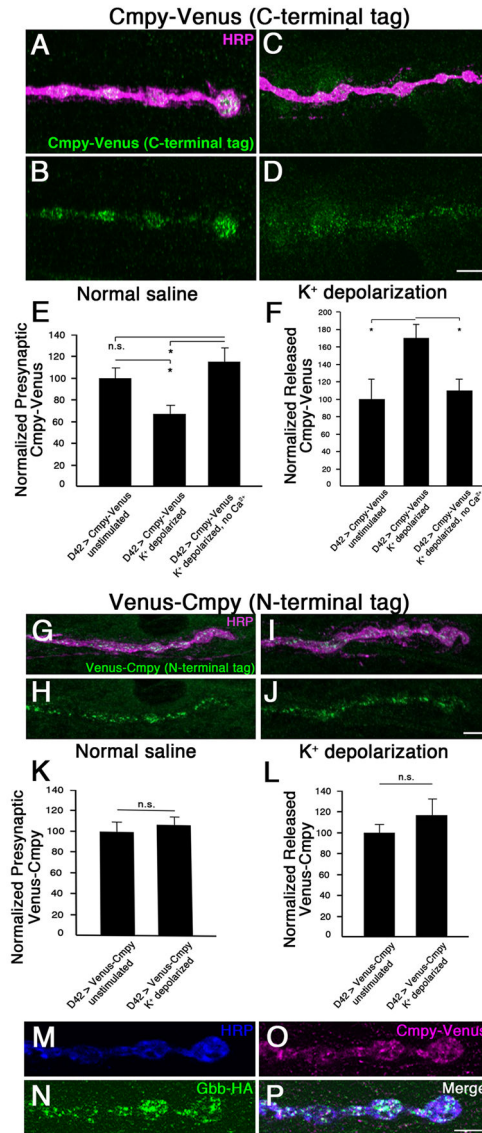 Cmpy-Venus (C-terminal tag)
A
HRP
Cmpy-Venus (C-terminal tag)
C
B
D
Normal saline
K⁺ depolarization
E
Normalized Presynaptic
Cmpy-Venus
140
120
100
80
60
40
20
0
n.s.
*
*
D42 > Cmpy-Venus
unstimulated
D42 > Cmpy-Venus
K⁺ depolarized
D42 > Cmpy-Venus
K⁺ depolarized, no Ca²⁺
F
Normalized Released
Cmpy-Venus
200
180
160
140
120
100
80
60
40
20
0
*
*
D42 > Cmpy-Venus
unstimulated
D42 > Cmpy-Venus
K⁺ depolarized
D42 > Cmpy-Venus
K⁺ depolarized, no Ca²⁺
Venus-Cmpy (N-terminal tag)
G
HRP
Venus-Cmpy (N-terminal tag)
I
H
J
Normal saline
K⁺ depolarization
K
Normalized Presynaptic
Venus-Cmpy
140
120
100
80
60
40
20
0
n.s.
D42 > Venus-Cmpy
unstimulated
D42 > Venus-Cmpy
K⁺ depolarized
L
Normalized Released
Venus-Cmpy
140
120
100
80
60
40
20
0
n.s.
D42 > Venus-Cmpy
unstimulated
D42 > Venus-Cmpy
K⁺ depolarized
M
HRP
O
Cmpy-Venus
N
Gbb-HA
P
Merge